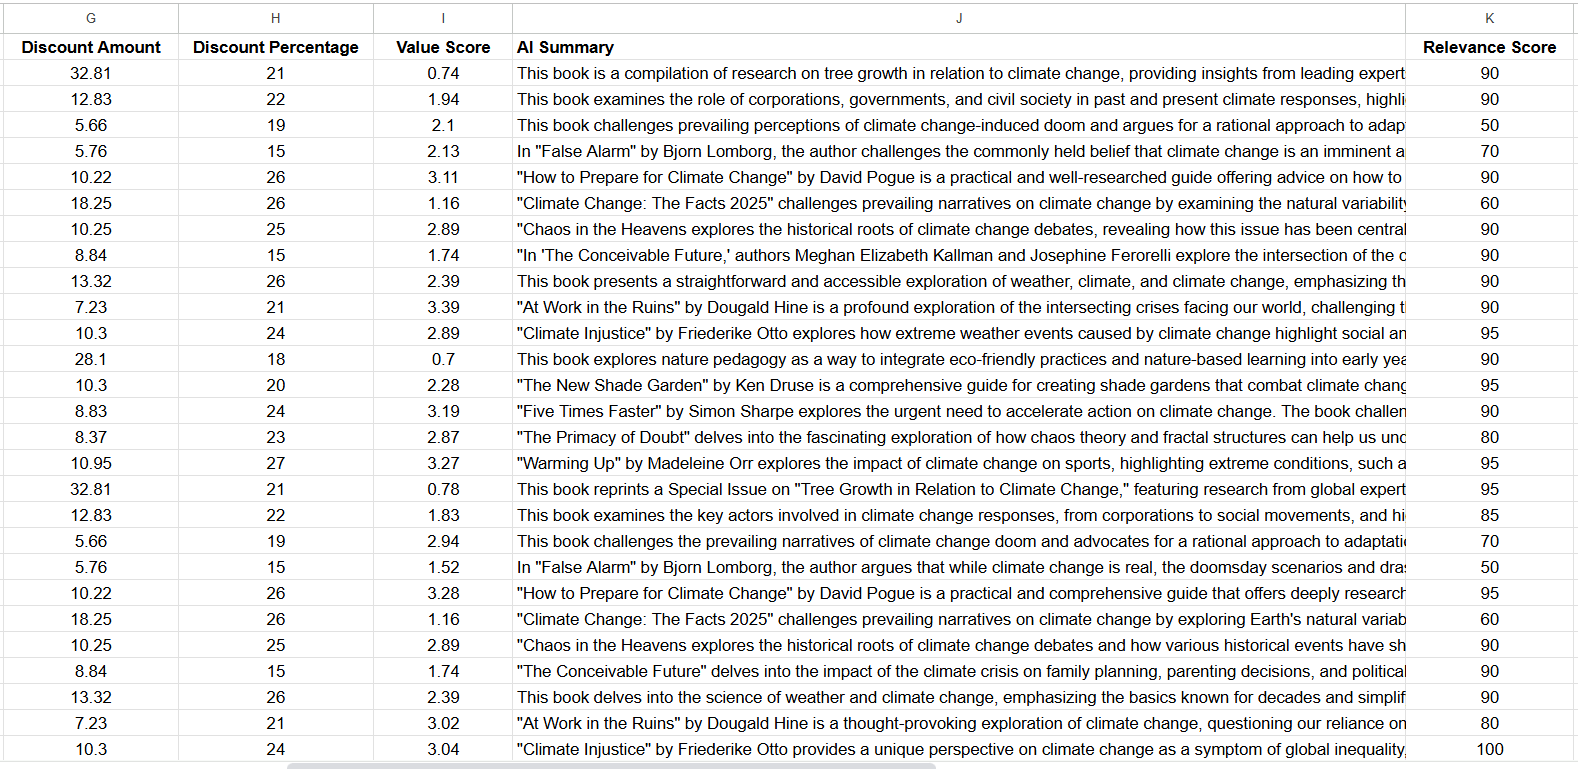 G H I J K
Discount Amount Discount Percentage Value Score AI Summary Relevance Score
32.81 21 0.74 This book is a compilation of research on tree growth in relation to climate change, providing insights from leading expert 90
12.83 22 1.94 This book examines the role of corporations, governments, and civil society in past and present climate responses, highli 90
5.66 19 2.1 This book challenges prevailing perceptions of climate change-induced doom and argues for a rational approach to adap 50
5.76 15 2.13 In "False Alarm" by Bjorn Lomborg, the author challenges the commonly held belief that climate change is an imminent a 70
10.22 26 3.11 "How to Prepare for Climate Change" by David Pogue is a practical and well-researched guide offering advice on how to 90
18.25 26 1.16 "Climate Change: The Facts 2025" challenges prevailing narratives on climate change by examining the natural variability 60
10.25 25 2.89 "Chaos in the Heavens explores the historical roots of climate change debates, revealing how this issue has been central 90
8.84 15 1.74 "In 'The Conceivable Future,' authors Meghan Elizabeth Kallman and Josephine Ferorelli explore the intersection of the c 90
13.32 26 2.39 This book presents a straightforward and accessible exploration of weather, climate, and climate change, emphasizing th 90
7.23 21 3.39 "At Work in the Ruins" by Dougald Hine is a profound exploration of the intersecting crises facing our world, challenging t 90
10.3 24 2.89 "Climate Injustice" by Friederike Otto explores how extreme weather events caused by climate change highlight social an 95
28.1 18 0.7 This book explores nature pedagogy as a way to integrate eco-friendly practices and nature-based learning into early yea 90
10.3 20 2.28 "The New Shade Garden" by Ken Druse is a comprehensive guide for creating shade gardens that combat climate chang 95
8.83 24 3.19 "Five Times Faster" by Simon Sharpe explores the urgent need to accelerate action on climate change. The book challen 90
8.37 23 2.87 "The Primacy of Doubt" delves into the fascinating exploration of how chaos theory and fractal structures can help us unc 80
10.95 27 3.27 "Warming Up" by Madeleine Orr explores the impact of climate change on sports, highlighting extreme conditions, such a 95
32.81 21 0.78 This book reprints a Special Issue on "Tree Growth in Relation to Climate Change," featuring research from global expert 95
12.83 22 1.83 This book examines the key actors involved in climate change responses, from corporations to social movements, and hi 85
5.66 19 2.94 This book challenges the prevailing narratives of climate change doom and advocates for a rational approach to adaptati 70
5.76 15 1.52 In "False Alarm" by Bjorn Lomborg, the author argues that while climate change is real, the doomsday scenarios and dras 50
10.22 26 3.28 "How to Prepare for Climate Change" by David Pogue is a practical and comprehensive guide that offers deeply research 95
18.25 26 1.16 "Climate Change: The Facts 2025" challenges prevailing narratives on climate change by exploring Earth's natural variab 60
10.25 25 2.89 "Chaos in the Heavens explores the historical roots of climate change debates and how various historical events have sh 90
8.84 15 1.74 "The Conceivable Future" delves into the impact of the climate crisis on family planning, parenting decisions, and political 90
13.32 26 2.39 This book delves into the science of weather and climate change, emphasizing the basics known for decades and simplif 90
7.23 21 3.02 "At Work in the Ruins" by Dougald Hine is a thought-provoking exploration of climate change, questioning our reliance on 80
10.3 24 3.04 "Climate Injustice" by Friederike Otto provides a unique perspective on climate change as a symptom of global inequality, 100